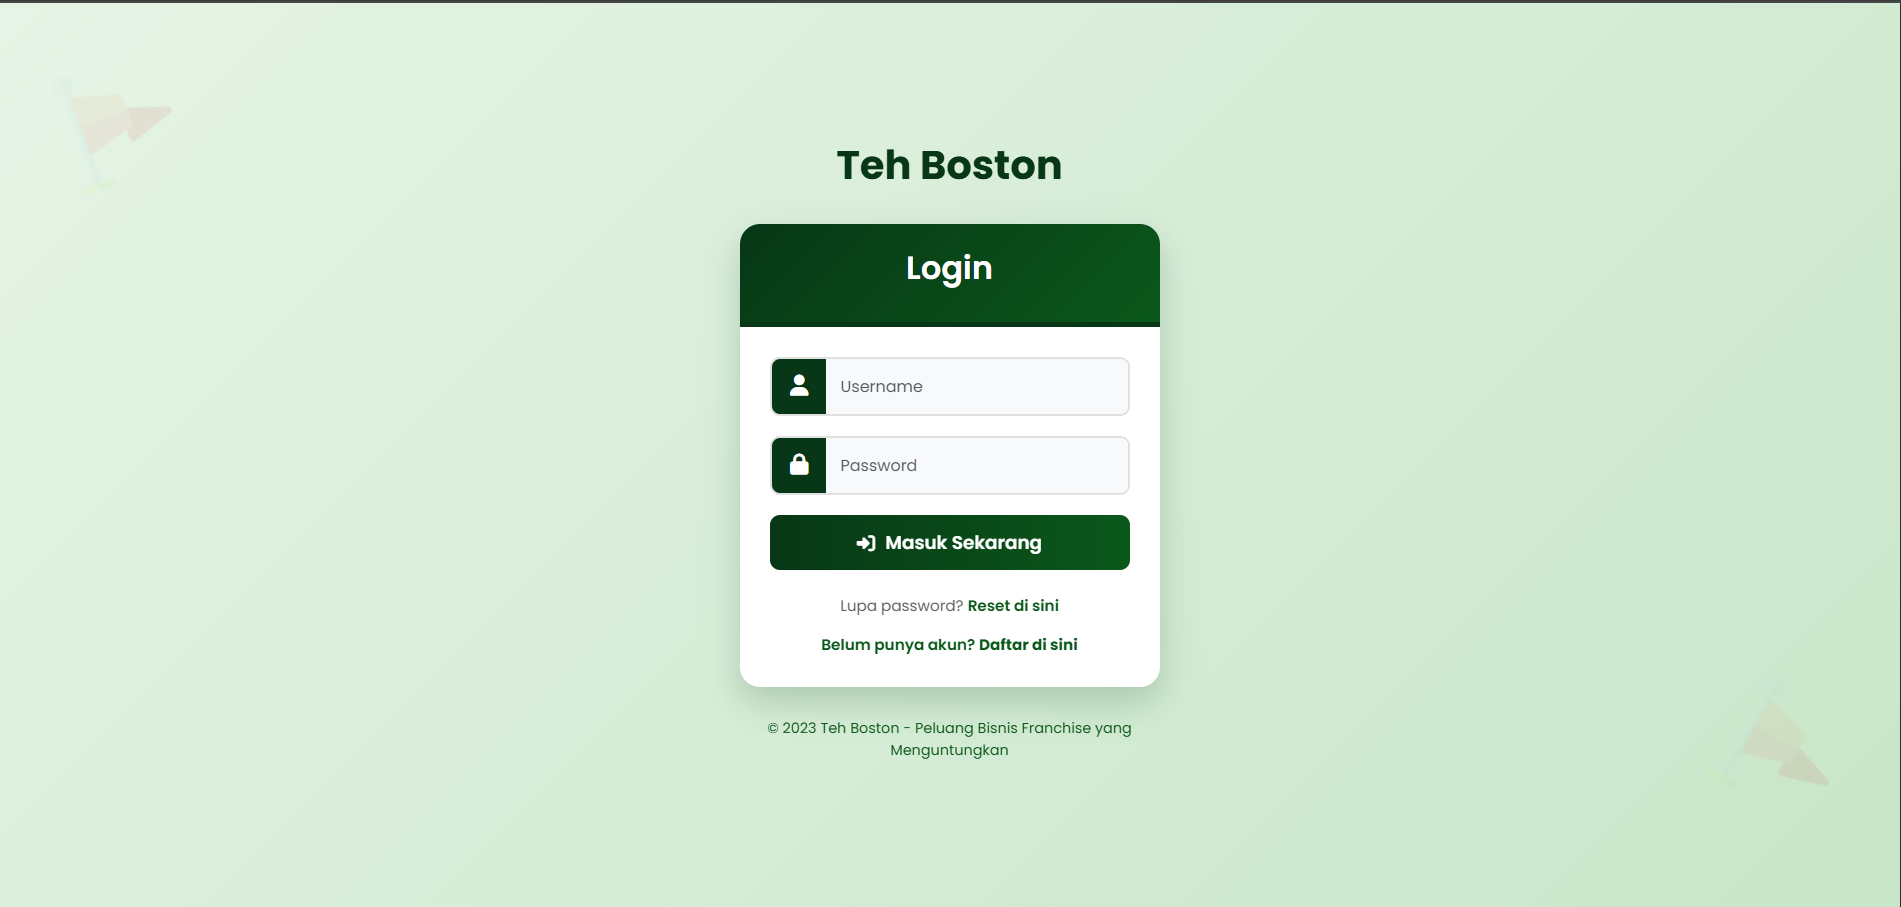 Teh Boston
Login
Username
Password
Masuk Sekarang
Lupa password? Reset di sini
Belum punya akun? Daftar di sini
© 2023 Teh Boston - Peluang Bisnis Franchise yang
Menguntungkan